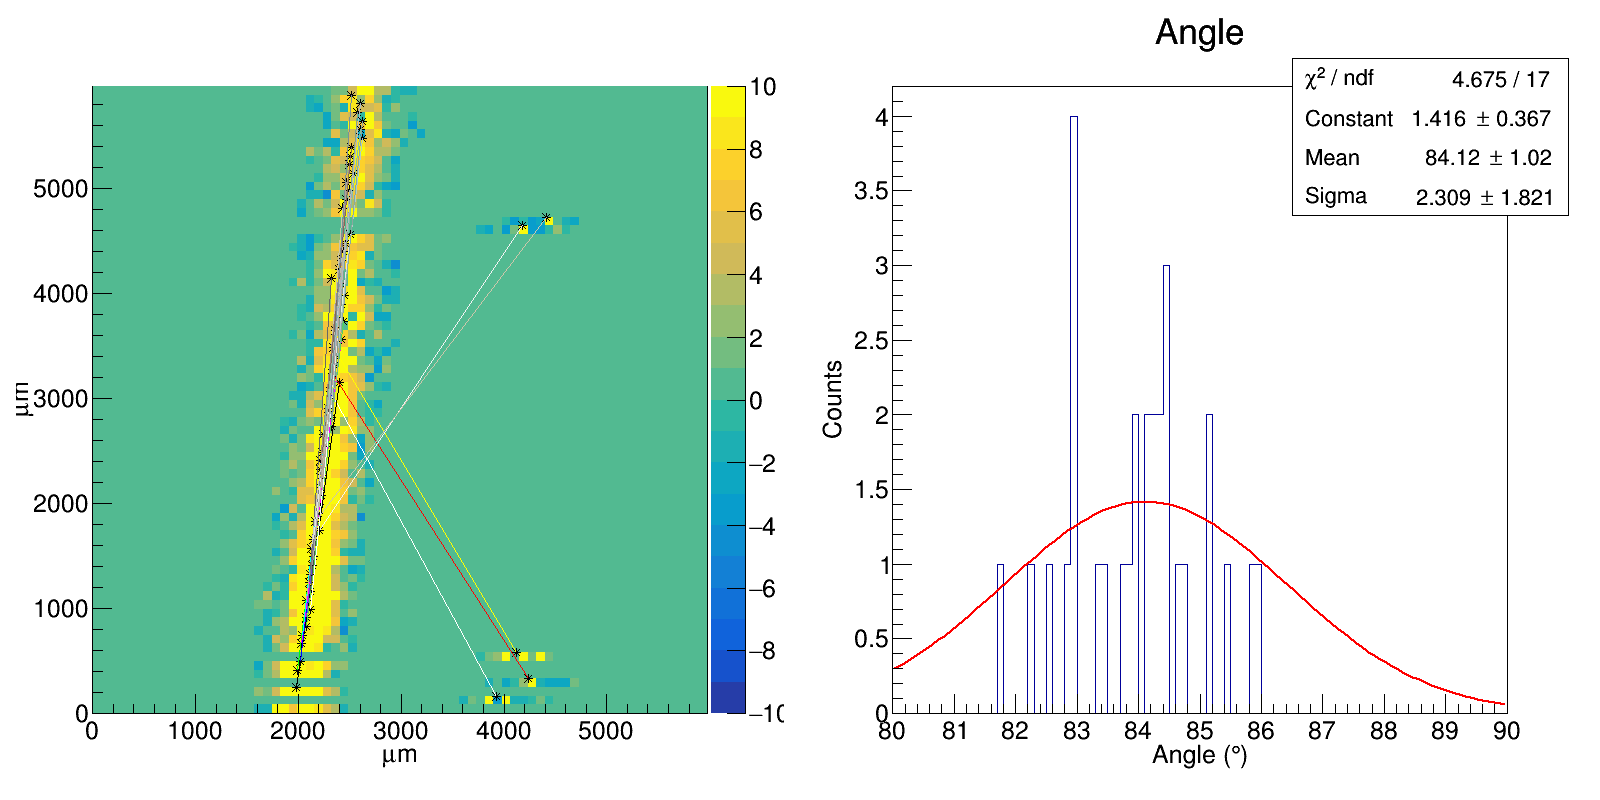 Angle
χ² / ndf 4.675 / 17
Constant 1.416 ± 0.367
Mean 84.12 ± 1.02
Sigma 2.309 ± 1.821
μm
5000
4000
3000
2000
1000
0
0 1000 2000 3000 4000 5000
μm
10
8
6
4
2
0
−2
−4
−6
−8
−10
Counts
4
3.5
3
2.5
2
1.5
1
0.5
0
80 81 82 83 84 85 86 87 88 89 90
Angle (°)